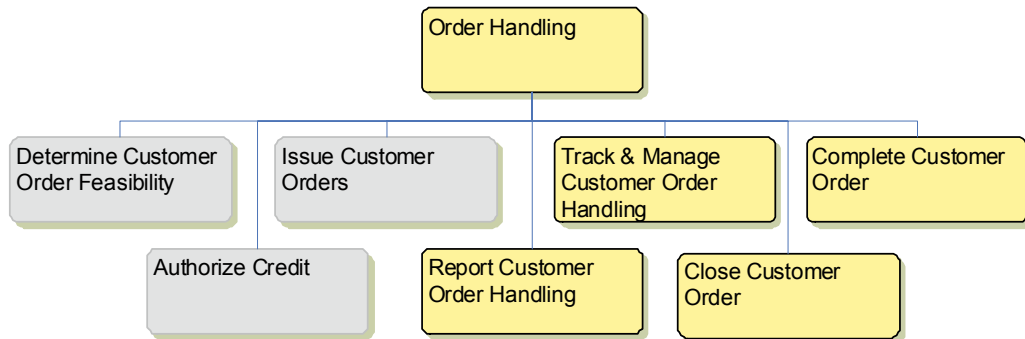 Order Handling
Determine Customer
Order Feasibility
Issue Customer
Orders
Track & Manage
Customer Order
Handling
Complete Customer
Order
Authorize Credit
Report Customer
Order Handling
Close Customer
Order